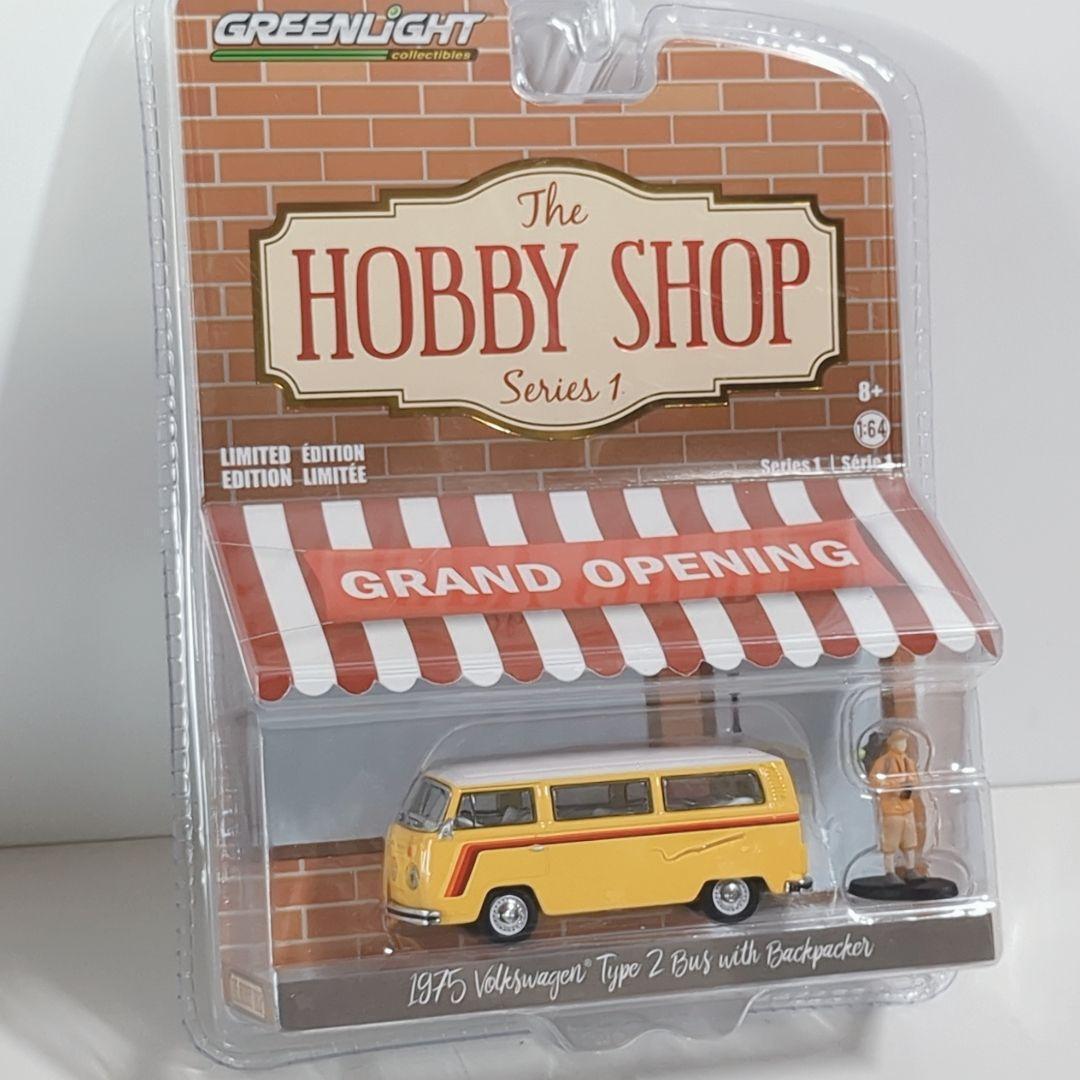 GREENLiGHT
collectibles
The
HOBBY SHOP
Series 1
8+
1:64
LIMITED ÉDITION
EDITION LIMITÉE
Series 1 | Série 1
GRAND OPENING
1975 Volkswagen® Type 2 Bus with Backpacker